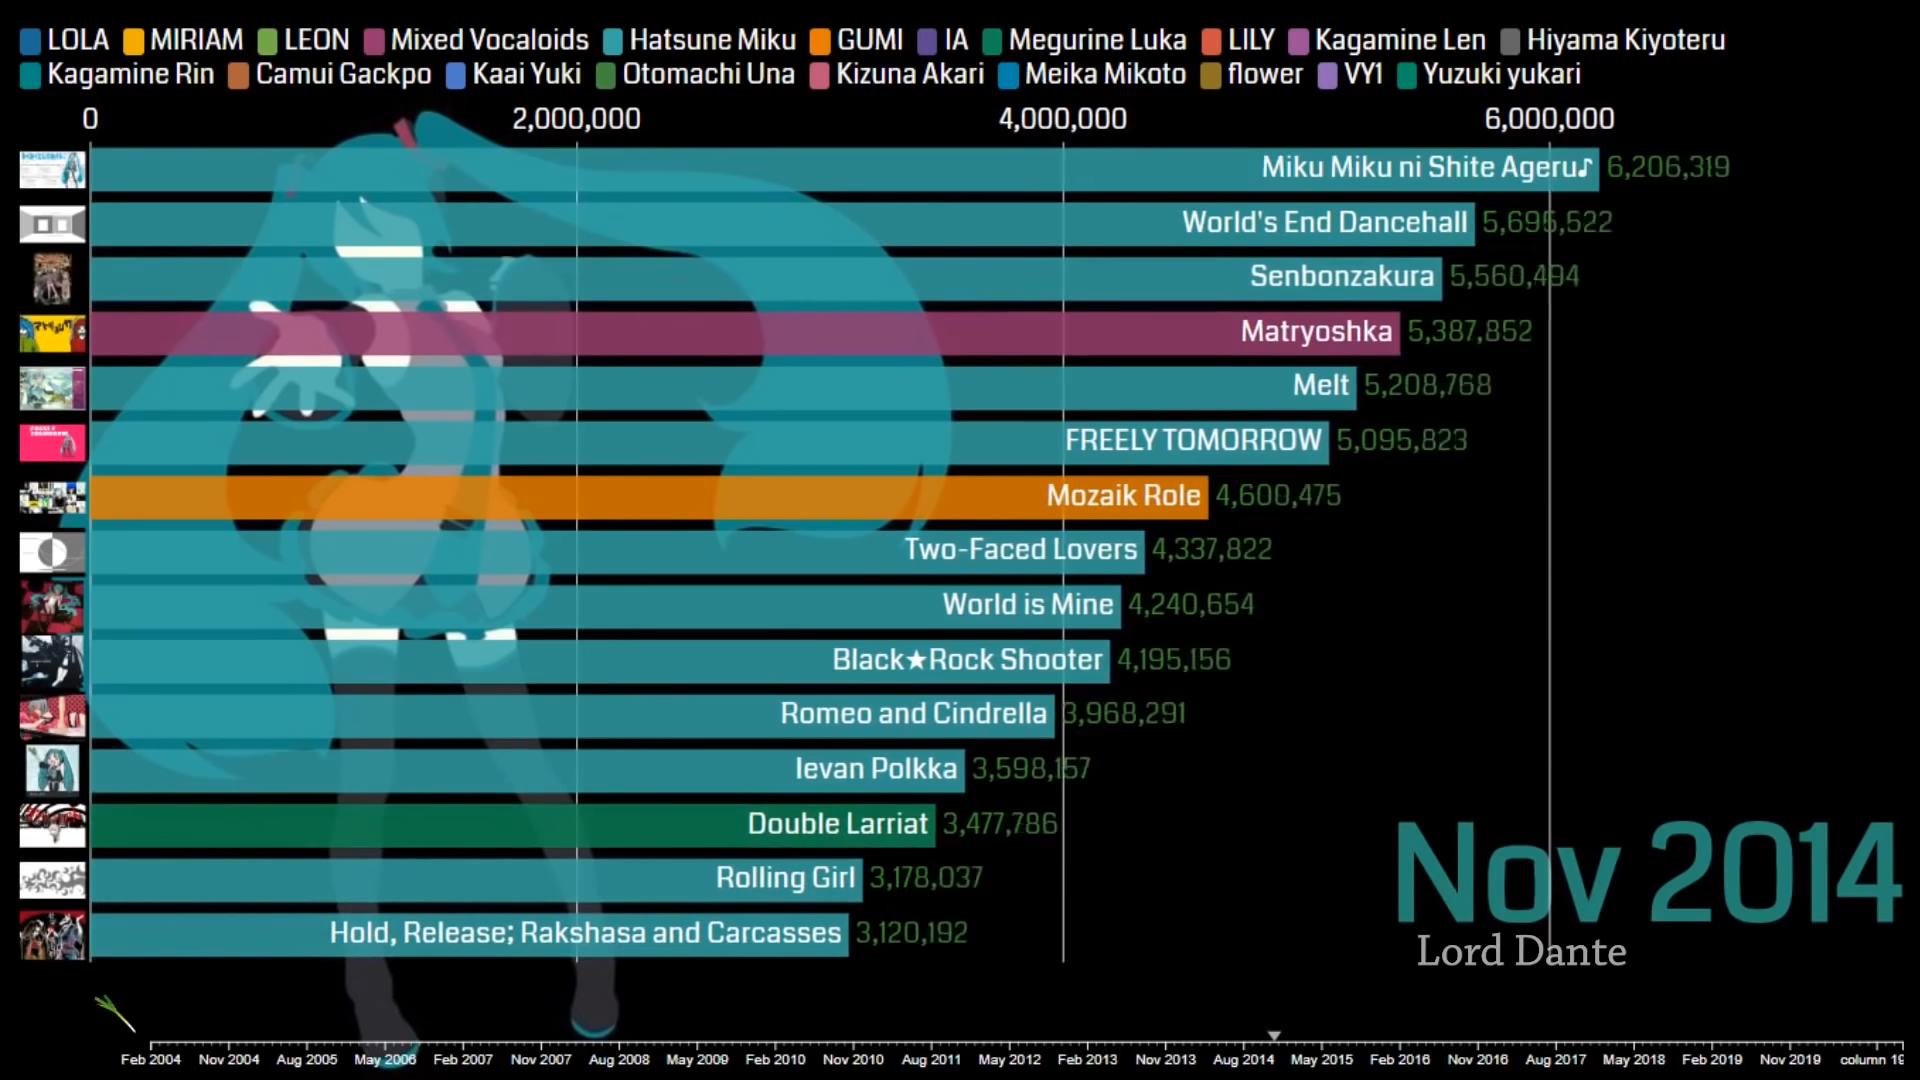 LOLA MIRIAM LEON Mixed Vocaloids Hatsune Miku GUMI IA Megurine Luka LILY Kagamine Len Hiyama Kiyoteru
Kagamine Rin Camui Gackpo Kaai Yuki Otomachi Una Kizuna Akari Meika Mikoto flower VY1 Yuzuki yukari
0 2,000,000 4,000,000 6,000,000
Miku Miku ni Shite Ageru♪ 6,206,319
World's End Dancehall 5,695,522
Senbonzakura 5,560,494
Matryoshka 5,387,852
Melt 5,208,768
FREELY TOMORROW 5,095,823
Mozaik Role 4,600,475
Two-Faced Lovers 4,337,822
World is Mine 4,240,654
Black★Rock Shooter 4,195,156
Romeo and Cindrella 3,968,291
Ievan Polkka 3,598,157
Double Larriat 3,477,786
Rolling Girl 3,178,037
Hold, Release; Rakshasa and Carcasses 3,120,192
Nov 2014
Lord Dante
Feb 2004 Nov 2004 Aug 2005 May 2006 Feb 2007 Nov 2007 Aug 2008 May 2009 Feb 2010 Nov 2010 Aug 2011 May 2012 Feb 2013 Nov 2013 Aug 2014 May 2015 Feb 2016 Nov 2016 Aug 2017 May 2018 Feb 2019 Nov 2019 column 19